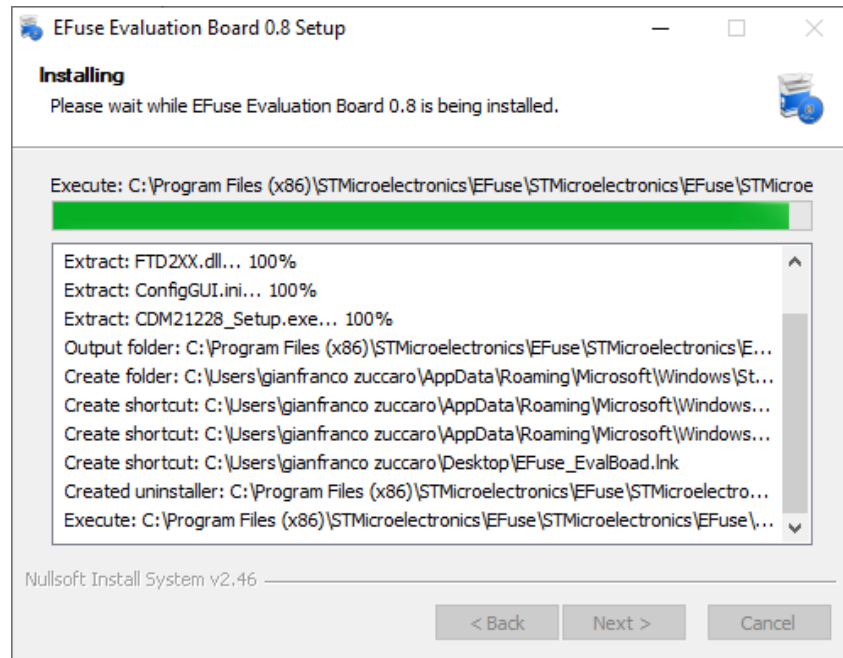 EFuse Evaluation Board 0.8 Setup
Installing
Please wait while EFuse Evaluation Board 0.8 is being installed.
Execute: C:\Program Files (x86)\STMicroelectronics\EFuse\STMicroelectronics\EFuse\STMicroe
Extract: FTD2XX.dll... 100%
Extract: ConfigGUI.ini... 100%
Extract: CDM21228_Setup.exe... 100%
Output folder: C:\Program Files (x86)\STMicroelectronics\EFuse\STMicroelectronics\E...
Create folder: C:\Users\gianfranco zuccaro\AppData\Roaming\Microsoft\Windows\St...
Create shortcut: C:\Users\gianfranco zuccaro\AppData\Roaming\Microsoft\Windows...
Create shortcut: C:\Users\gianfranco zuccaro\AppData\Roaming\Microsoft\Windows...
Create shortcut: C:\Users\gianfranco zuccaro\Desktop\EFuse_EvalBoad.lnk
Created uninstaller: C:\Program Files (x86)\STMicroelectronics\EFuse\STMicroelectro...
Execute: C:\Program Files (x86)\STMicroelectronics\EFuse\STMicroelectronics\EFuse\...
Nullsoft Install System v2.46
< Back Next > Cancel